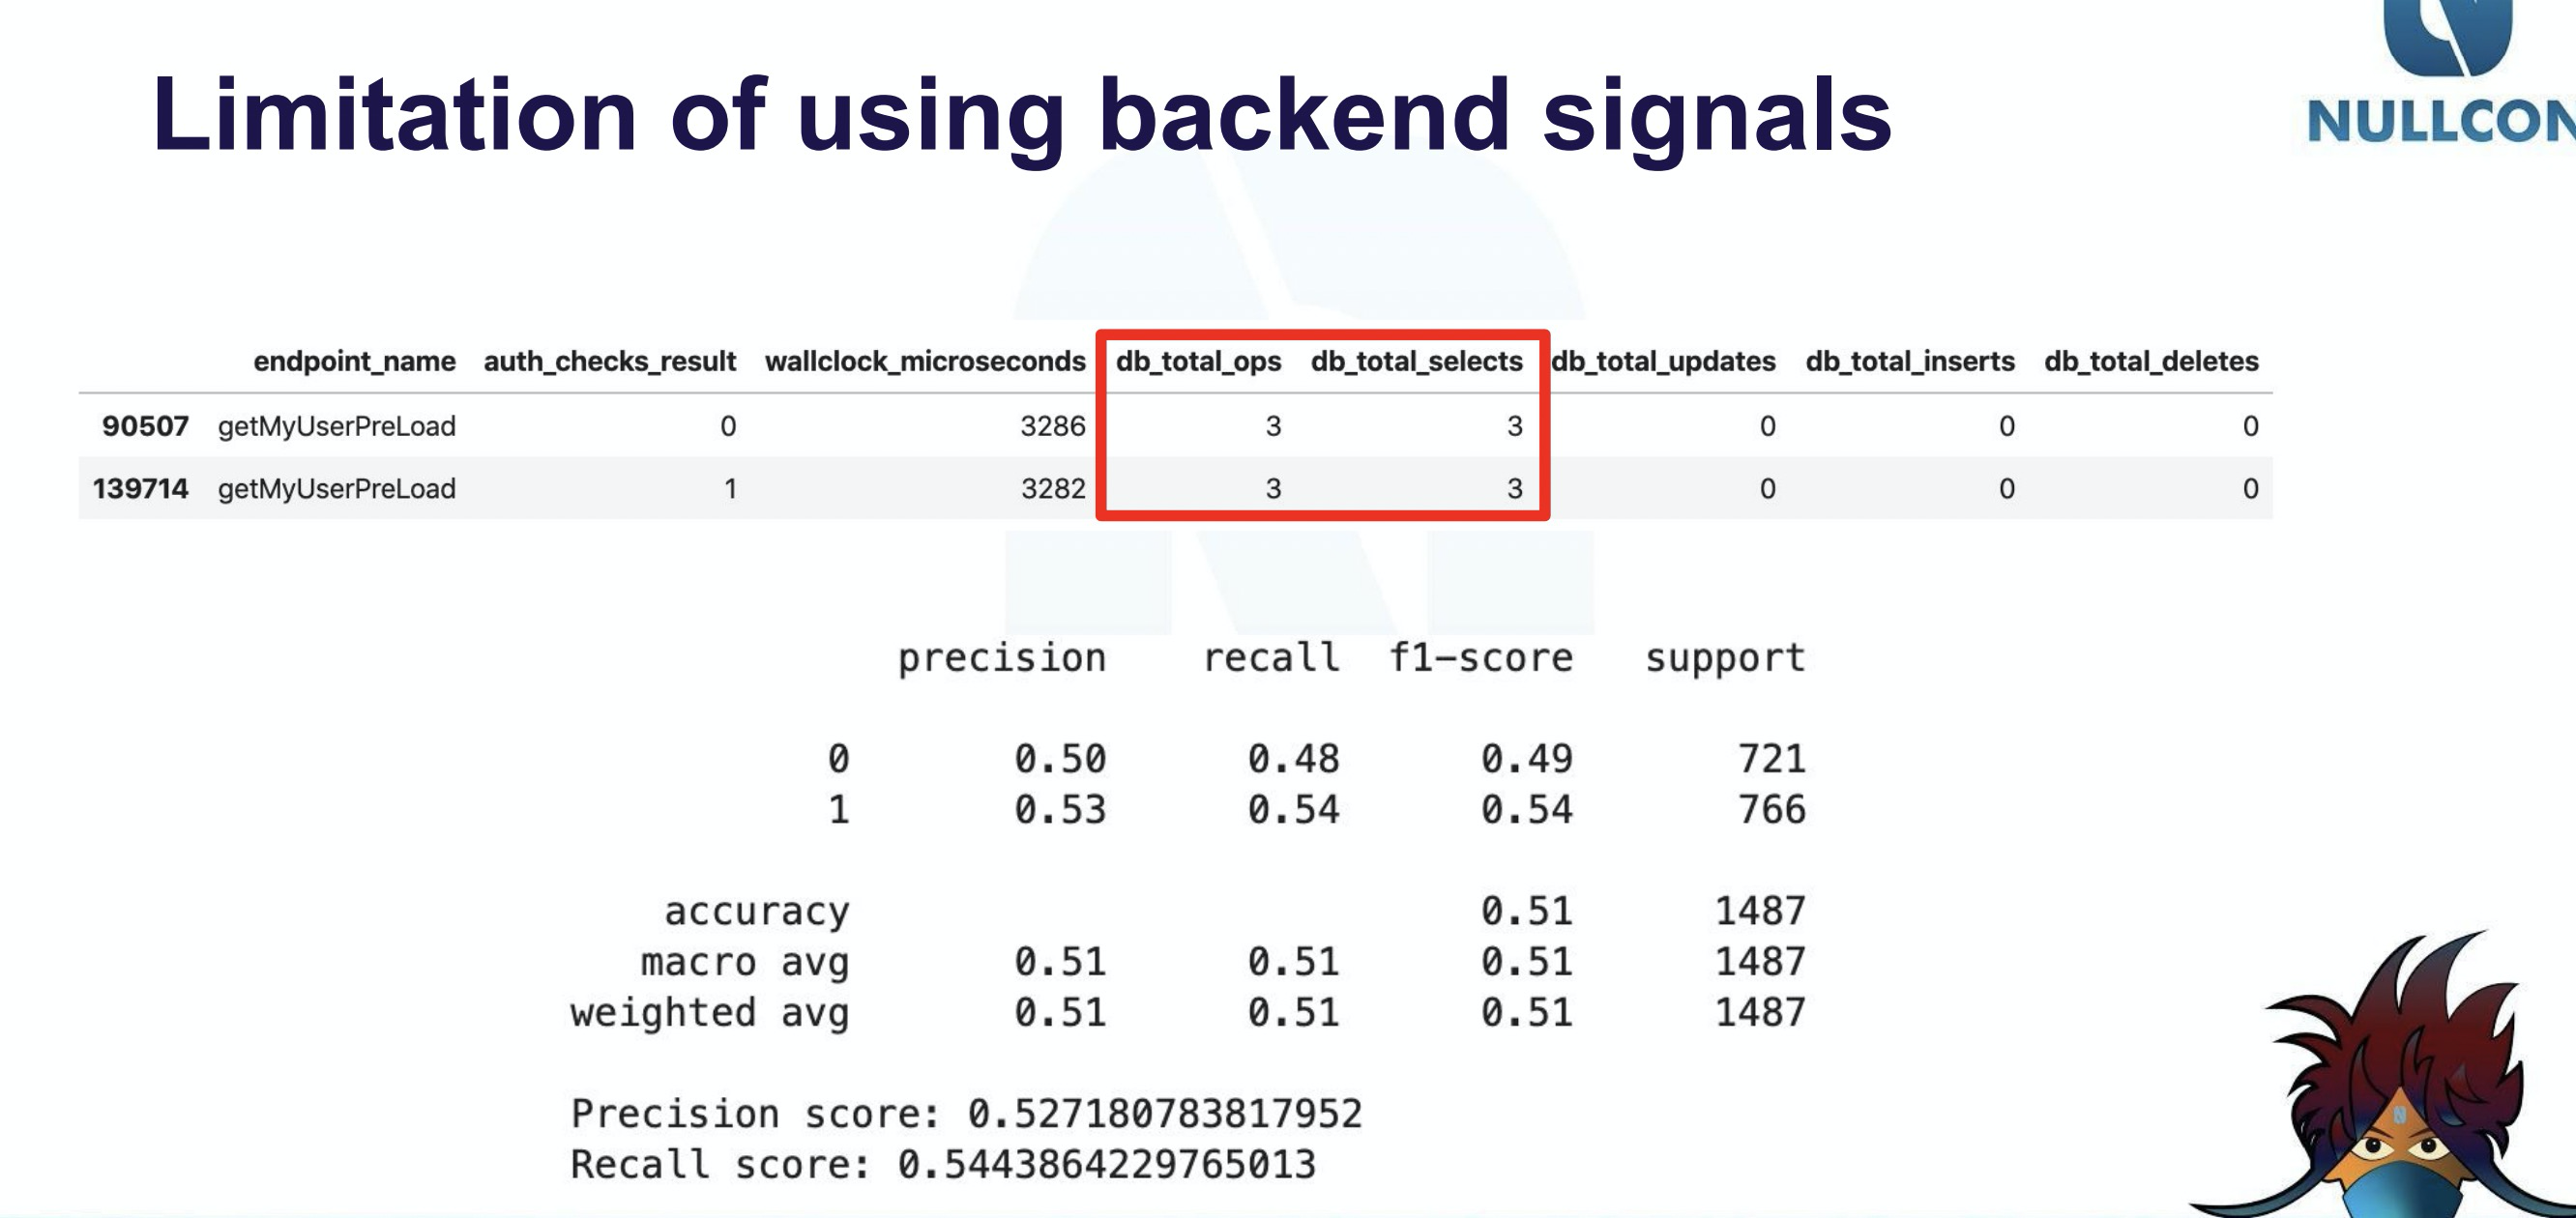 Limitation of using backend signals
NULLCON
endpoint_name auth_checks_result wallclock_microseconds db_total_ops db_total_selects db_total_updates db_total_inserts db_total_deletes
90507 getMyUserPreLoad 0 3286 3 3 0 0 0
139714 getMyUserPreLoad 1 3282 3 3 0 0 0
precision recall f1-score support
0 0.50 0.48 0.49 721
1 0.53 0.54 0.54 766
accuracy 0.51 1487
macro avg 0.51 0.51 0.51 1487
weighted avg 0.51 0.51 0.51 1487
Precision score: 0.527180783817952
Recall score: 0.5443864229765013